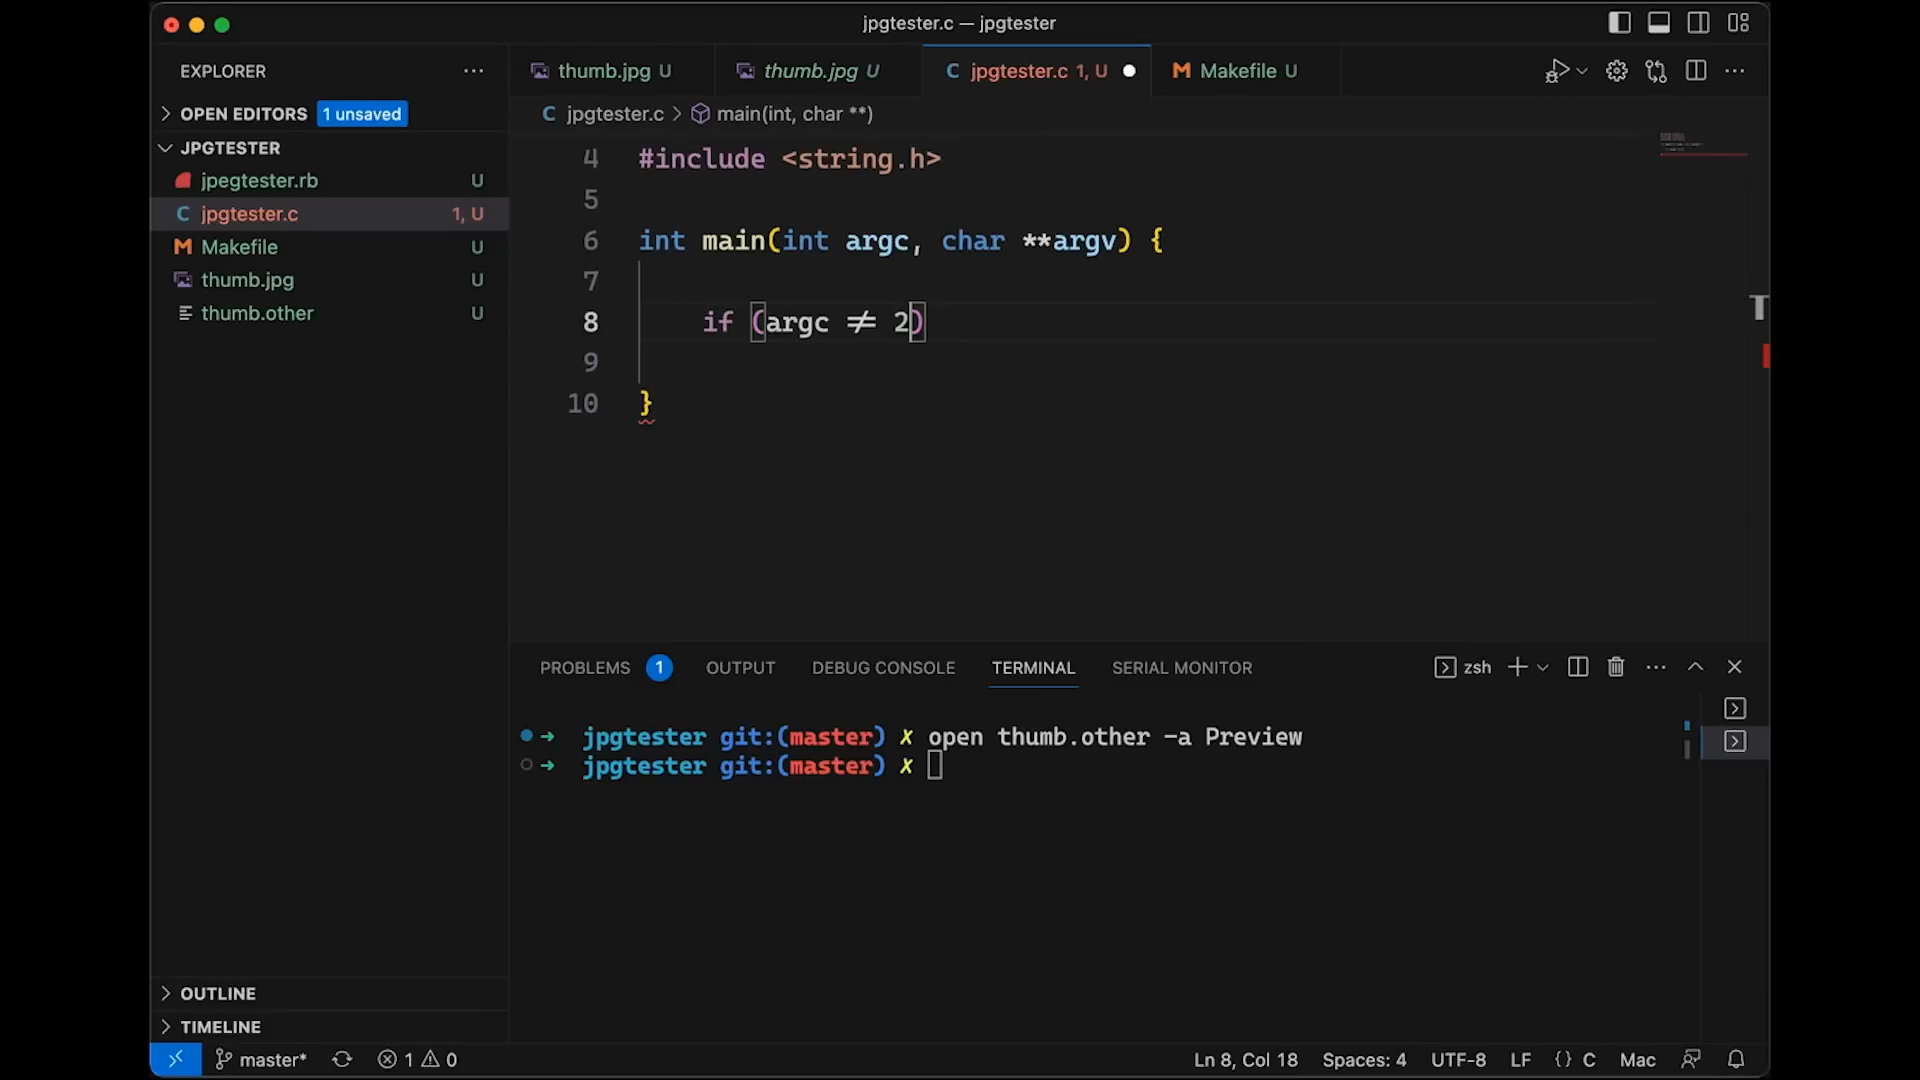 jpgtester.c — jpgtester
EXPLORER
thumb.jpg U
thumb.jpg U
C jpgtester.c 1, U
M Makefile U
OPEN EDITORS 1 unsaved
JPGTESTER
jpegtester.rb U
C jpgtester.c 1, U
M Makefile U
thumb.jpg U
thumb.other U
OUTLINE
TIMELINE
C jpgtester.c > main(int, char **)
4 #include <string.h>
5
6 int main(int argc, char **argv) {
7
8 if (argc ≠ 2)
9
10 }
PROBLEMS 1 OUTPUT DEBUG CONSOLE TERMINAL SERIAL MONITOR
zsh
➜ jpgtester git:(master) ✗ open thumb.other -a Preview
➜ jpgtester git:(master) ✗
master* 1 0
Ln 8, Col 18 Spaces: 4 UTF-8 LF {} C Mac